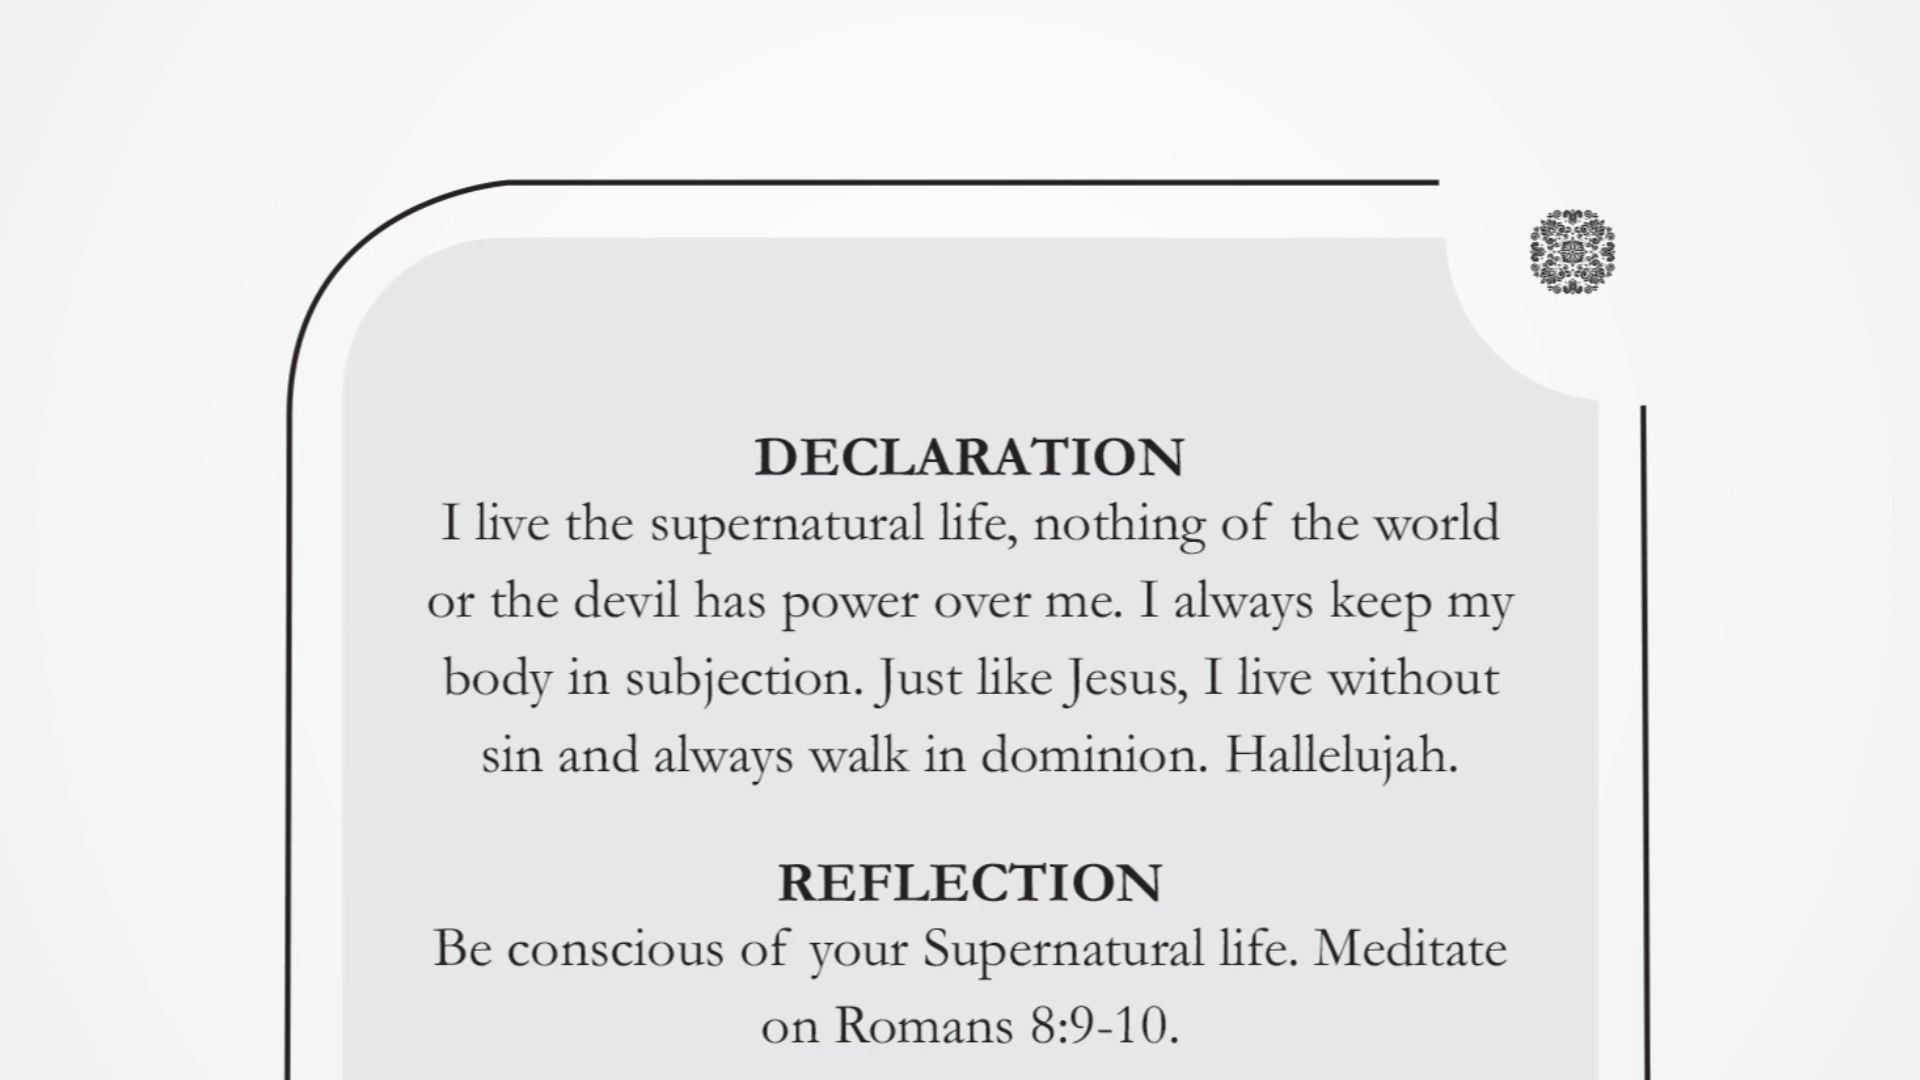 DECLARATION
I live the supernatural life, nothing of the world
or the devil has power over me. I always keep my
body in subjection. Just like Jesus, I live without
sin and always walk in dominion. Hallelujah.
REFLECTION
Be conscious of your Supernatural life. Meditate
on Romans 8:9-10.